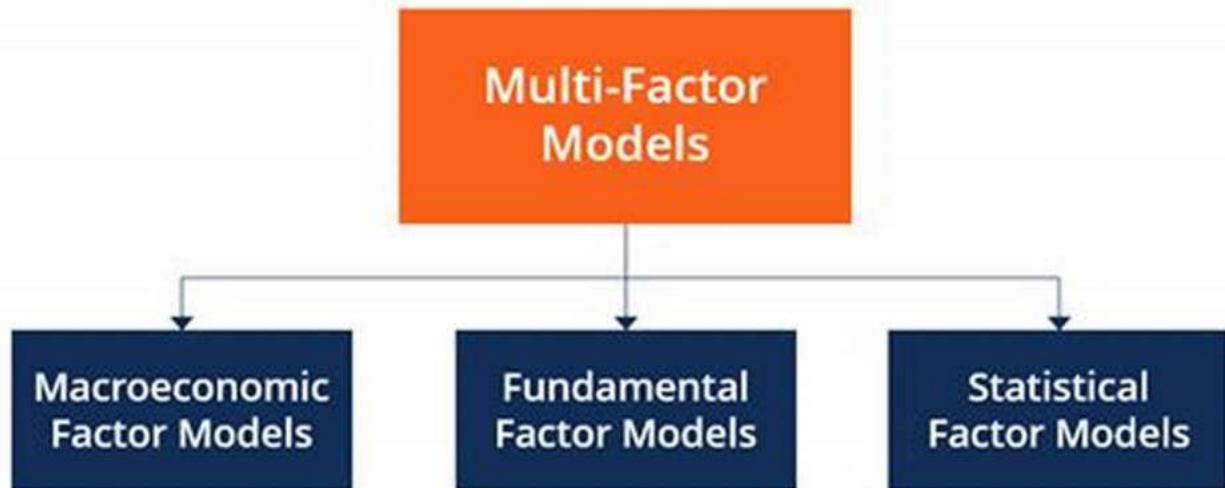 Multi-Factor
Models
Macroeconomic
Factor Models
Fundamental
Factor Models
Statistical
Factor Models